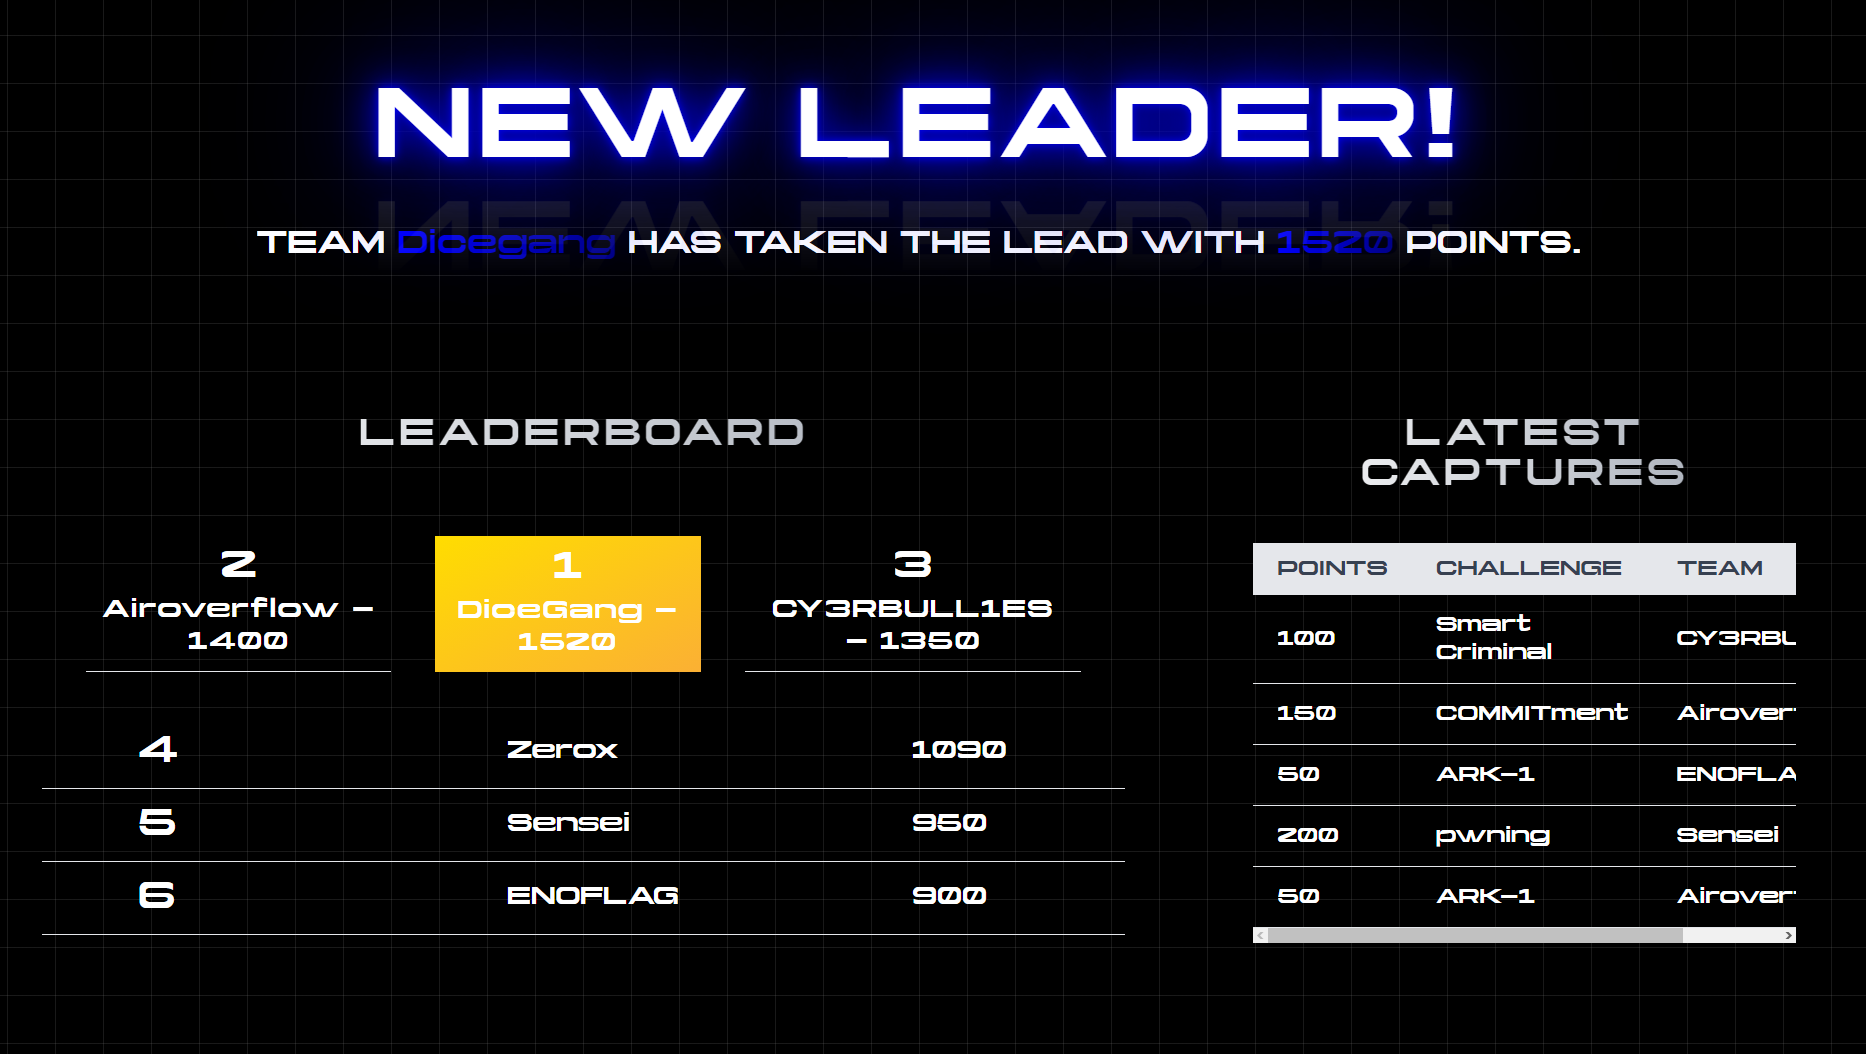 NEW LEADER!
TEAM Dicegang HAS TAKEN THE LEAD WITH 1520 POINTS.
LEADERBOARD
2
Airoverflow -
1400
1
DiceGang -
1520
3
CY3RBULL1ES
- 1350
4 Zerox 1090
5 Sensei 950
6 ENOFLAG 900
LATEST
CAPTURES
POINTS CHALLENGE TEAM
100 Smart
Criminal CY3RBU
150 COMMITment Airover
50 ARK-1 ENOFLA
200 pwning Sensei
50 ARK-1 Airover